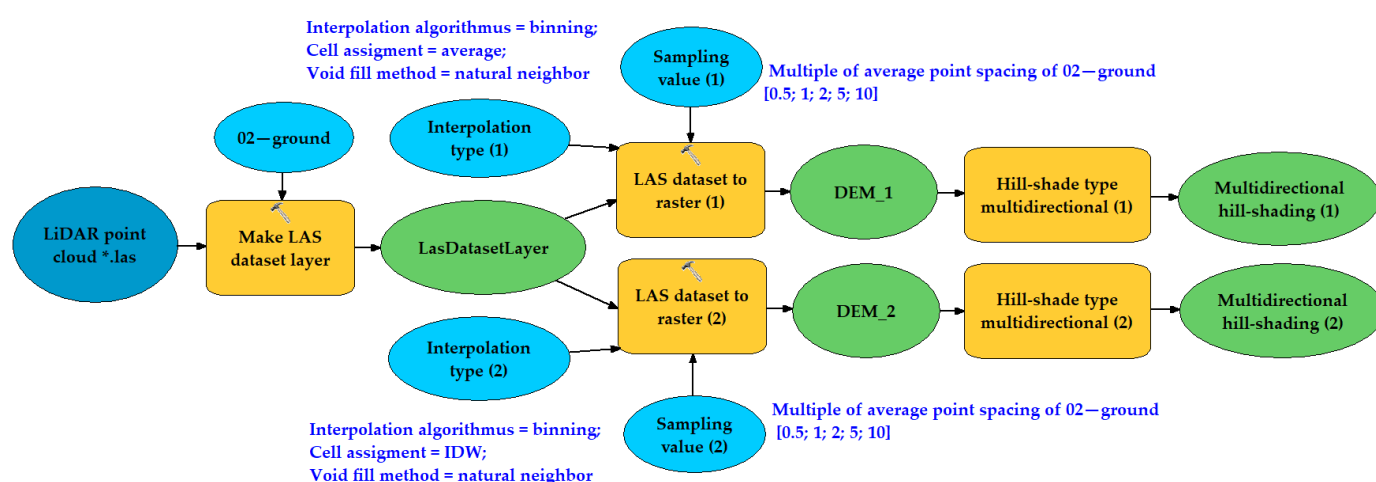 Interpolation algorithmus = binning;
Cell assigment = average;
Void fill method = natural neighbor
Sampling
value (1)
Multiple of average point spacing of 02—ground
[0.5; 1; 2; 5; 10]
02—ground
Interpolation
type (1)
LAS dataset to
raster (1)
DEM_1
Hill-shade type
multidirectional (1)
Multidirectional
hill-shading (1)
LiDAR point
cloud *.las
Make LAS
dataset layer
LasDatasetLayer
LAS dataset to
raster (2)
DEM_2
Hill-shade type
multidirectional (2)
Multidirectional
hill-shading (2)
Interpolation
type (2)
Interpolation algorithmus = binning;
Cell assigment = IDW;
Void fill method = natural neighbor
Sampling
value (2)
Multiple of average point spacing of 02—ground
[0.5; 1; 2; 5; 10]